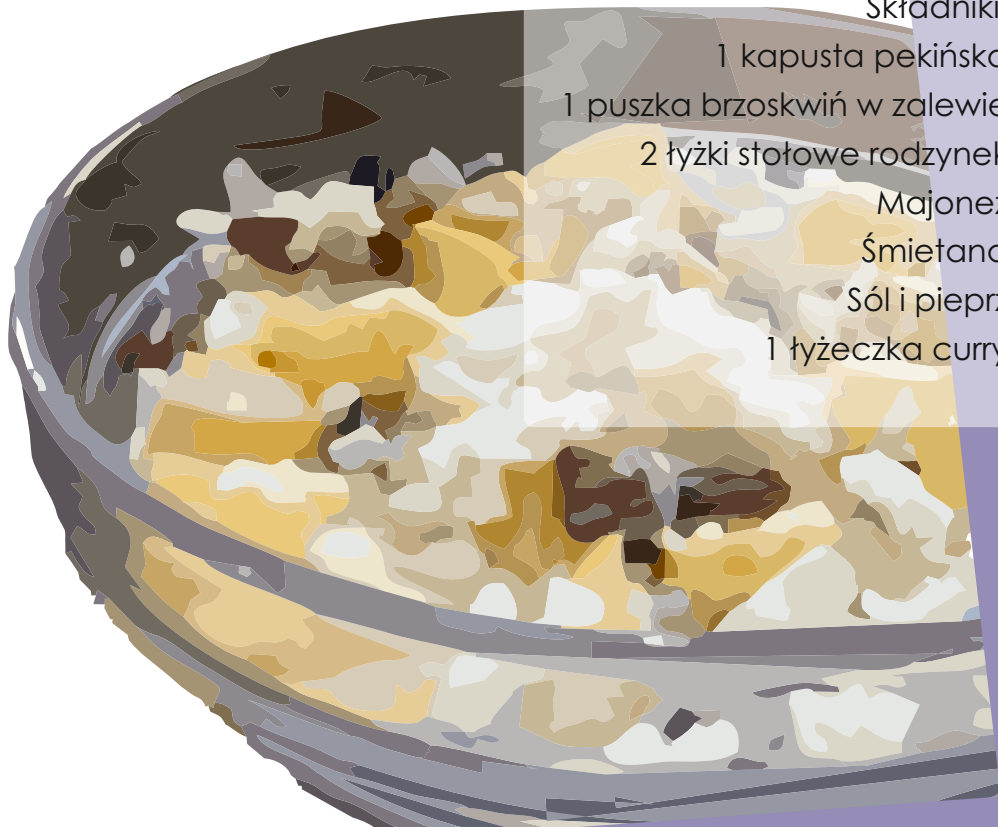 Składniki
1 kapusta pekińska
1 puszka brzoskwiń w zalewie
2 łyżki stołowe rodzynek
Majonez
Śmietana
Sól i pieprz
1 łyżeczka curry